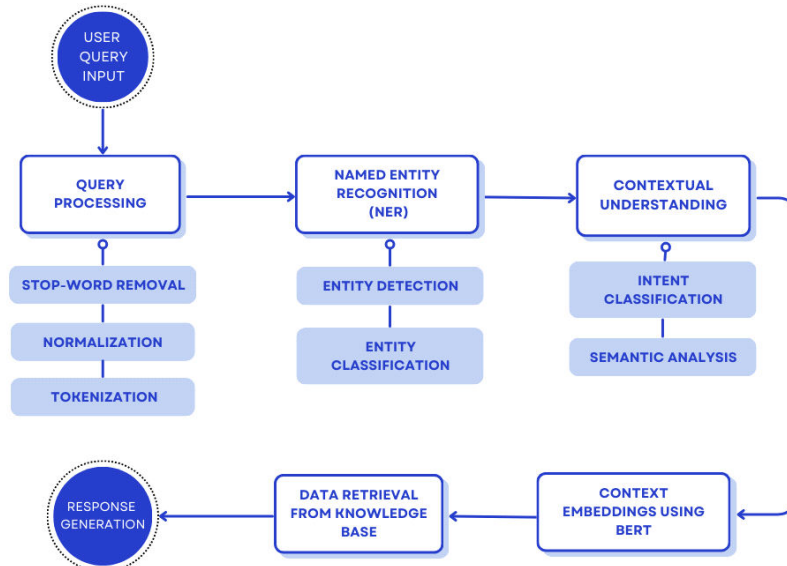 USER
QUERY
INPUT
QUERY
PROCESSING
NAMED ENTITY
RECOGNITION
(NER)
CONTEXTUAL
UNDERSTANDING
STOP-WORD REMOVAL
NORMALIZATION
TOKENIZATION
ENTITY DETECTION
ENTITY
CLASSIFICATION
INTENT
CLASSIFICATION
SEMANTIC ANALYSIS
CONTEXT
EMBEDDINGS USING
BERT
DATA RETRIEVAL
FROM KNOWLEDGE
BASE
RESPONSE
GENERATION